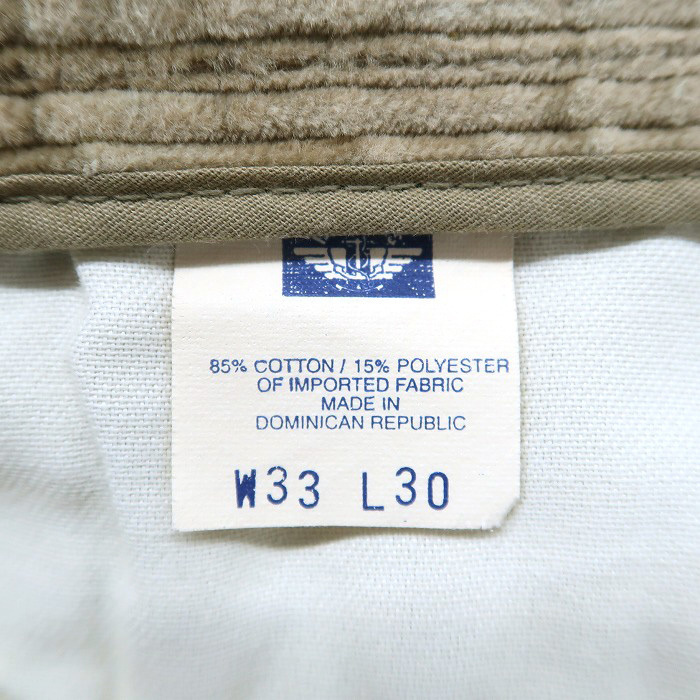 85% COTTON / 15% POLYESTER
OF IMPORTED FABRIC
MADE IN
DOMINICAN REPUBLIC
W33 L30